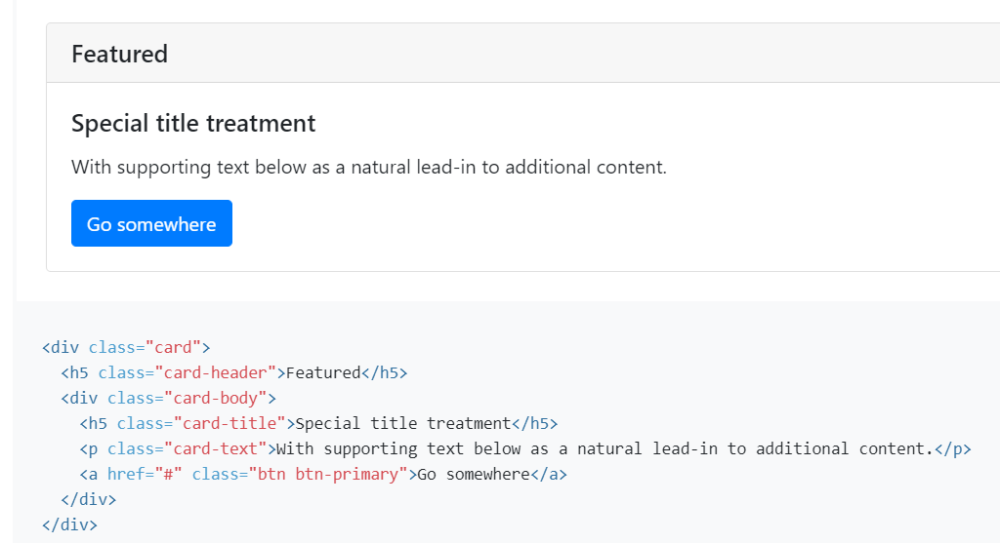 Featured
Special title treatment
With supporting text below as a natural lead-in to additional content.
Go somewhere
<div class="card">
  <h5 class="card-header">Featured</h5>
  <div class="card-body">
    <h5 class="card-title">Special title treatment</h5>
    <p class="card-text">With supporting text below as a natural lead-in to additional content.</p>
    <a href="#" class="btn btn-primary">Go somewhere</a>
  </div>
</div>